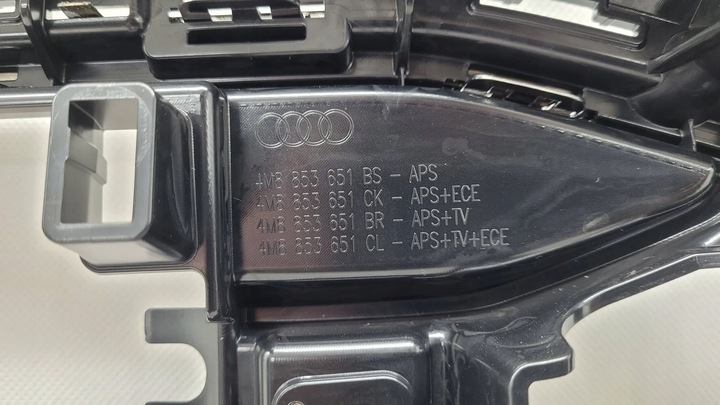 4M8 853 651 BS - APS
4M8 853 651 CK - APS+ECE
4M8 853 651 BR - APS+TV
4M8 853 651 CL - APS+TV+ECE